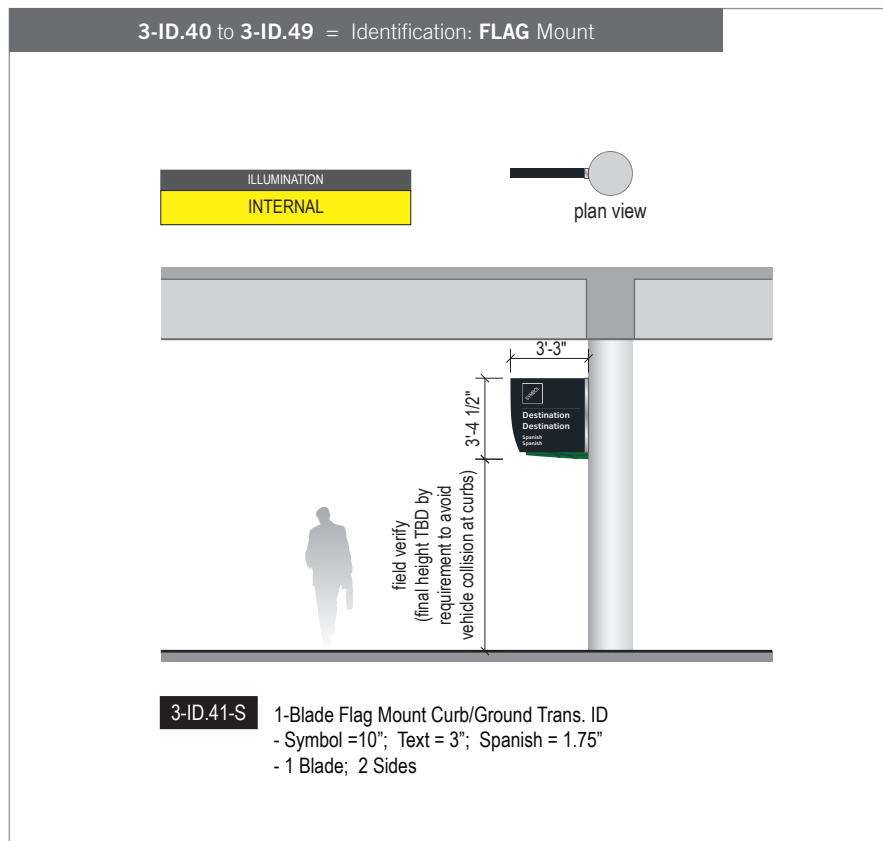 3-ID.40 to 3-ID.49 = Identification: FLAG Mount
ILLUMINATION
INTERNAL
plan view
3'-3"
3'-4 1/2"
SYMBOL
Destination
Destination
Spanish
Spanish
field verify
(final height TBD by
requirement to avoid
vehicle collision at curbs)
3-ID.41-S
1-Blade Flag Mount Curb/Ground Trans. ID
- Symbol =10”; Text = 3”; Spanish = 1.75”
- 1 Blade; 2 Sides